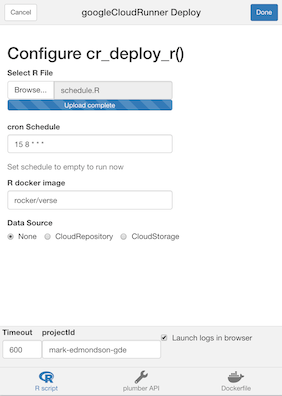 Cancel googleCloudRunner Deploy Done
Configure cr_deploy_r()
Select R File
Browse... schedule.R
Upload complete
cron Schedule
15 8 * * *
Set schedule to empty to run now
R docker image
rocker/verse
Data Source
None CloudRepository CloudStorage
Timeout projectId
600 mark-edmondson-gde Launch logs in browser
R script plumber API Dockerfile